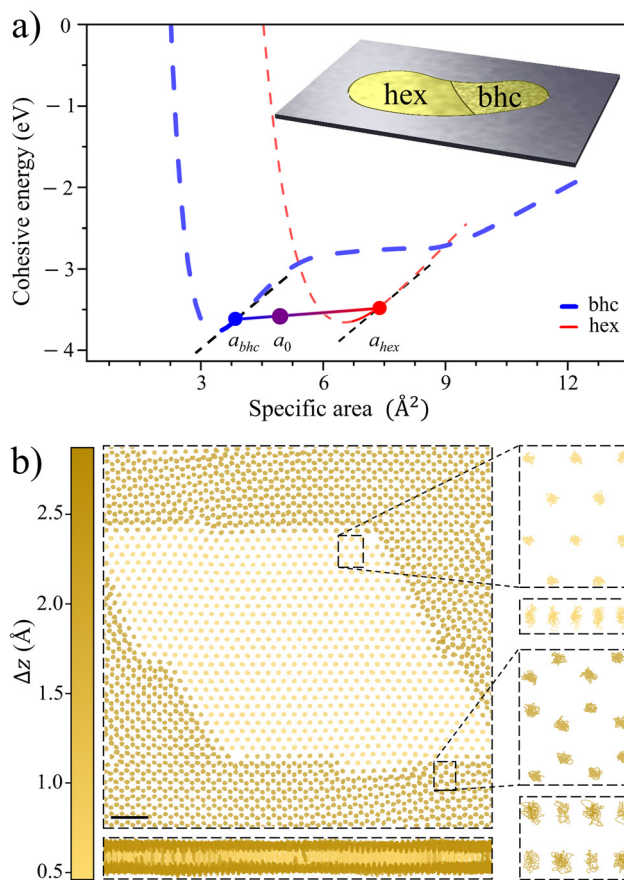 a)
0
−1
−2
−3
−4
Cohesive energy (eV)
hex
bhc
bhc
hex
a_bhc
a_0
a_hex
3
6
9
12
Specific area (Å²)
b)
2.5
2.0
1.5
1.0
0.5
Δz (Å)